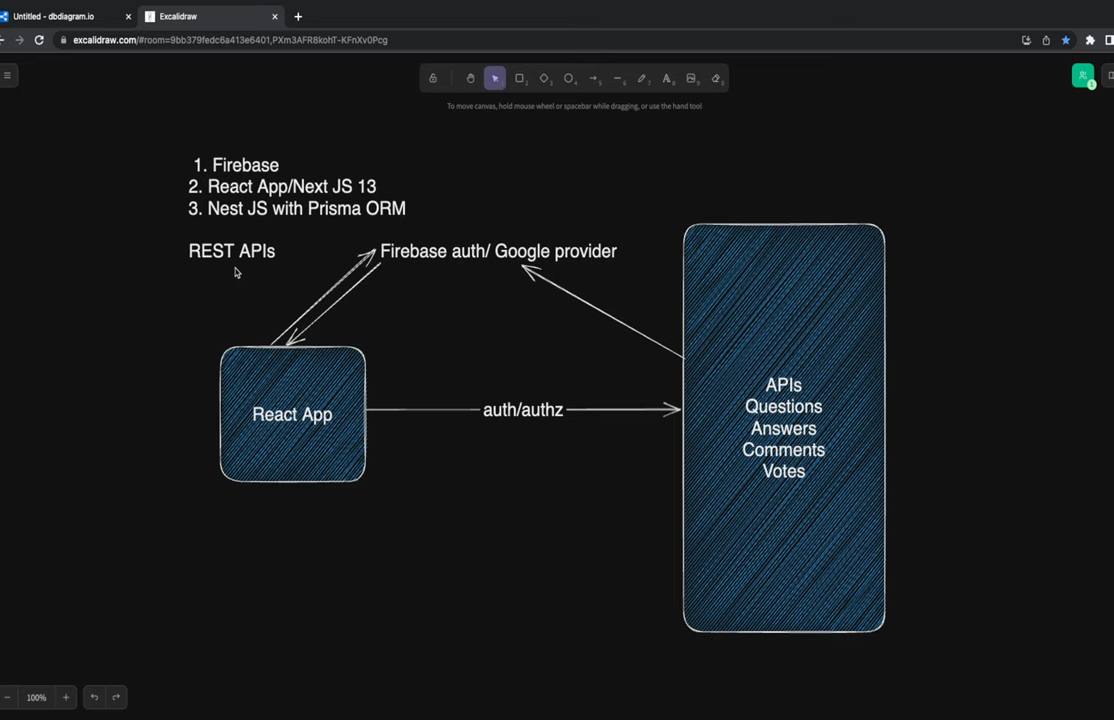 Untitled - dbdiagram.io
Excalidraw
excalidraw.com/#room=9bb379fedc6a413e6401,PXm3AFR8kohT-KFnXv0Pcg
To move canvas, hold mouse wheel or spacebar while dragging, or use the hand tool
1. Firebase
2. React App/Next JS 13
3. Nest JS with Prisma ORM
REST APIs
Firebase auth/ Google provider
React App
auth/authz
APIs
Questions
Answers
Comments
Votes
100%